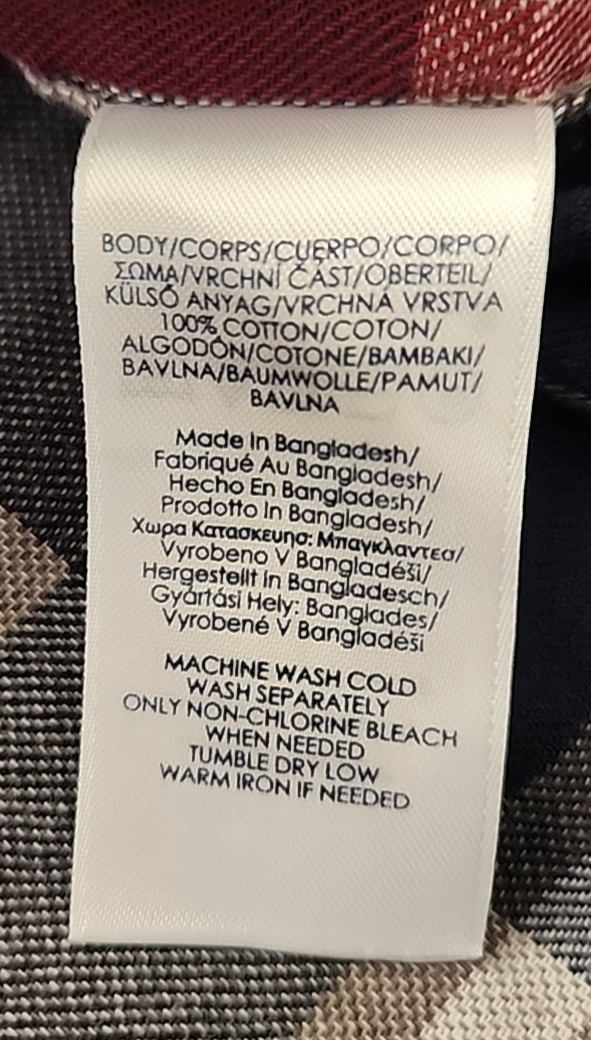 BODY/CORPS/CUERPO/CORPO/
ΣΩΜΑ/VRCHNÍ ČÁST/OBERTEIL/
KÜLSŐ ANYAG/VRCHNÁ VRSTVA
100% COTTON/COTON/
ALGODÓN/COTONE/BAMBAKI/
BAVLNA/BAUMWOLLE/PAMUT/
BAVLNA
Made In Bangladesh/
Fabriqué Au Bangladesh/
Hecho En Bangladesh/
Prodotto In Bangladesh/
Χωρα Κατασκευησ: Μπαγκλαντεσ/
Vyrobeno V Bangladéši/
Hergestellt in Bangladesch/
Gyártási Hely: Banglades/
Vyrobené V Bangladéši
MACHINE WASH COLD
WASH SEPARATELY
ONLY NON-CHLORINE BLEACH
WHEN NEEDED
TUMBLE DRY LOW
WARM IRON IF NEEDED